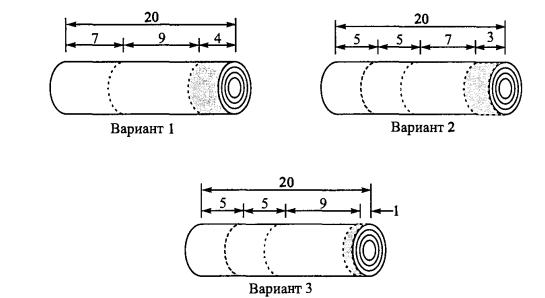 20
7 9 4
Вариант 1
20
5 5 7 3
Вариант 2
20
5 5 9 1
Вариант 3